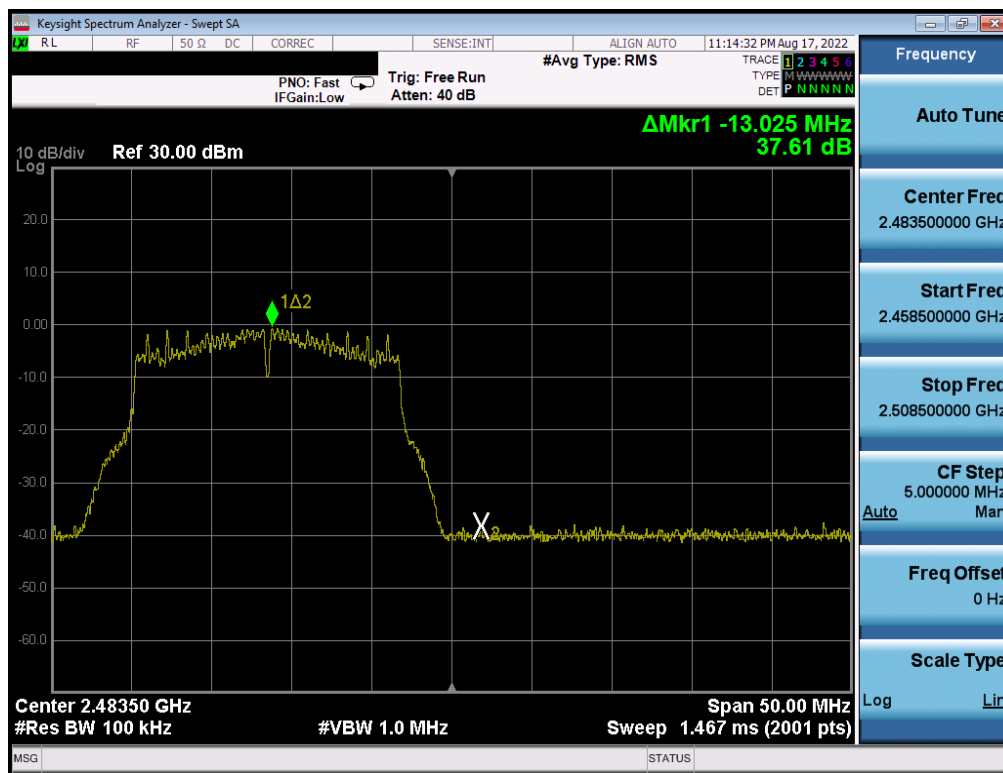 Keysight Spectrum Analyzer - Swept SA
LXI RL RF 50 Ω DC CORREC SENSE:INT ALIGN AUTO 11:14:32 PM Aug 17, 2022
#Avg Type: RMS
TRACE 1 2 3 4 5 6
TYPE M WWWWW
DET P N N N N N
PNO: Fast
IFGain:Low
Trig: Free Run
Atten: 40 dB
ΔMkr1 -13.025 MHz
37.61 dB
10 dB/div
Log
Ref 30.00 dBm
20.0
10.0
0.00
-10.0
-20.0
-30.0
-40.0
-50.0
-60.0
1Δ2
X2
Center 2.48350 GHz
Span 50.00 MHz
#Res BW 100 kHz
#VBW 1.0 MHz
Sweep 1.467 ms (2001 pts)
MSG
STATUS
Frequency
Auto Tune
Center Freq
2.483500000 GHz
Start Freq
2.458500000 GHz
Stop Freq
2.508500000 GHz
CF Step
5.000000 MHz
Auto Man
Freq Offset
0 Hz
Scale Type
Log Lin